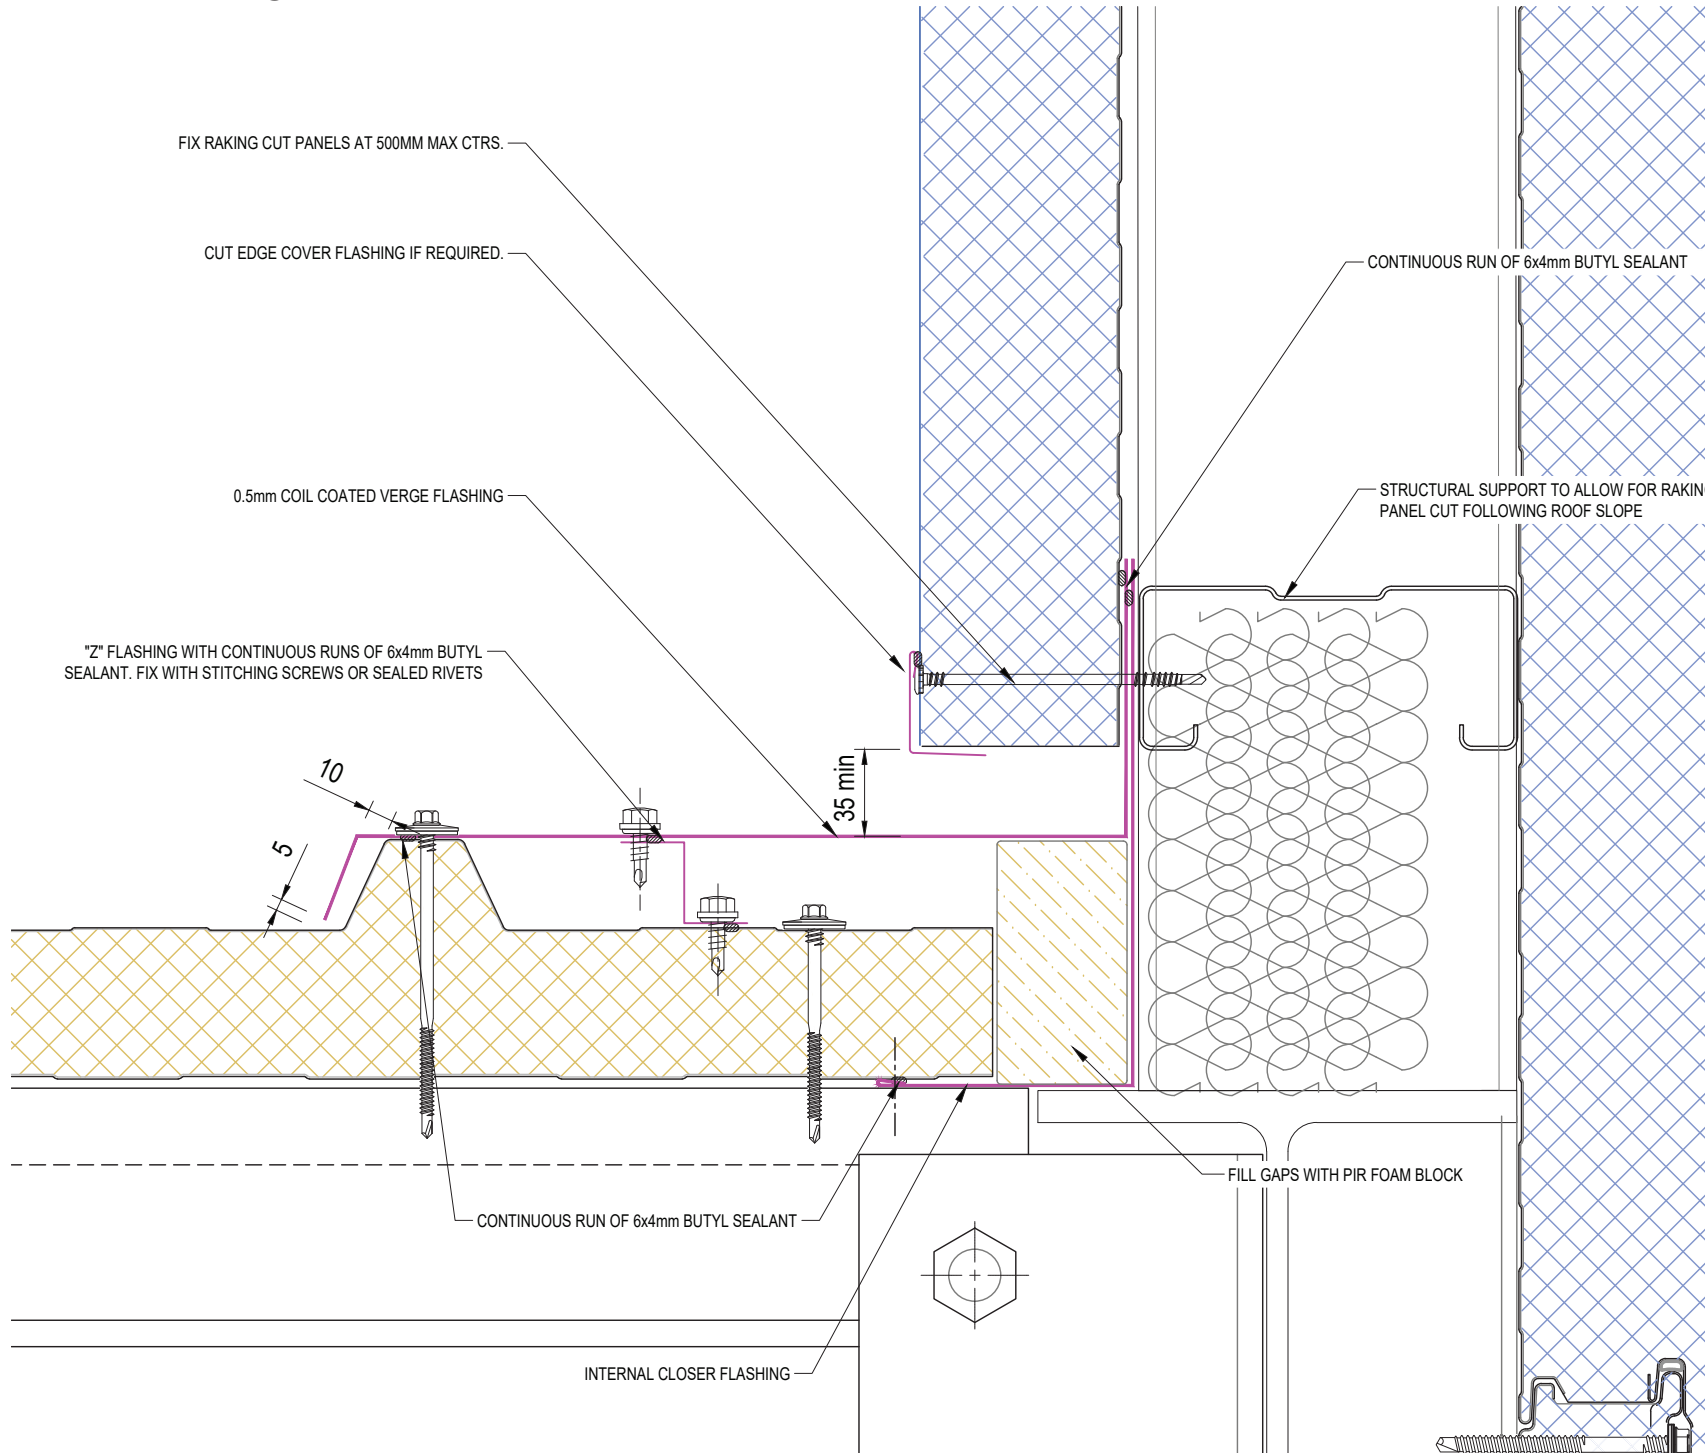 FIX RAKING CUT PANELS AT 500MM MAX CTRS.
CUT EDGE COVER FLASHING IF REQUIRED.
CONTINUOUS RUN OF 6x4mm BUTYL SEALANT
0.5mm COIL COATED VERGE FLASHING
STRUCTURAL SUPPORT TO ALLOW FOR RAKIN
PANEL CUT FOLLOWING ROOF SLOPE
"Z" FLASHING WITH CONTINUOUS RUNS OF 6x4mm BUTYL
SEALANT. FIX WITH STITCHING SCREWS OR SEALED RIVETS
10
35 min
5
FILL GAPS WITH PIR FOAM BLOCK
CONTINUOUS RUN OF 6x4mm BUTYL SEALANT
INTERNAL CLOSER FLASHING